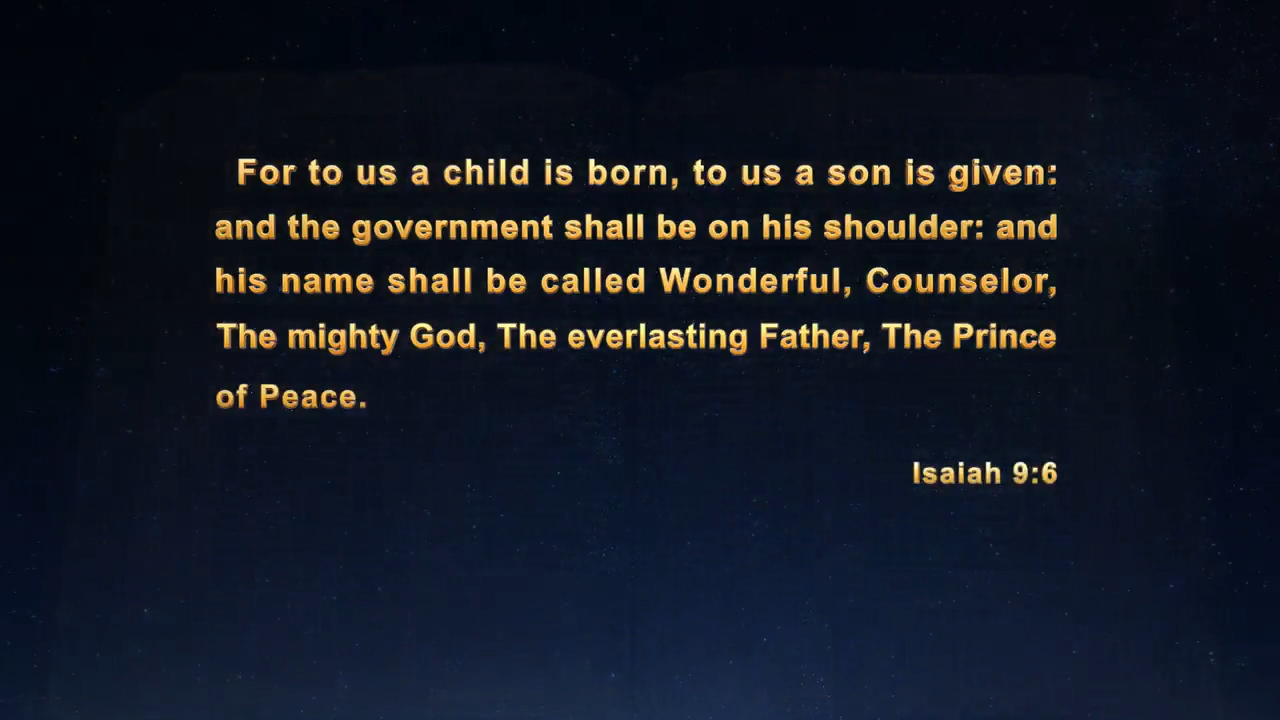 For to us a child is born, to us a son is given:
and the government shall be on his shoulder: and
his name shall be called Wonderful, Counselor,
The mighty God, The everlasting Father, The Prince
of Peace.
Isaiah 9:6